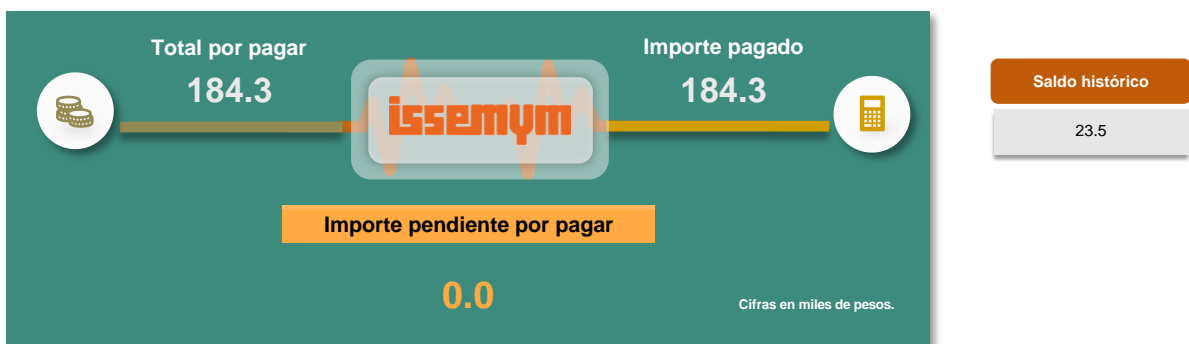 Total por pagar
184.3
issemym
Importe pagado
184.3
Importe pendiente por pagar
0.0
Cifras en miles de pesos.
Saldo histórico
23.5